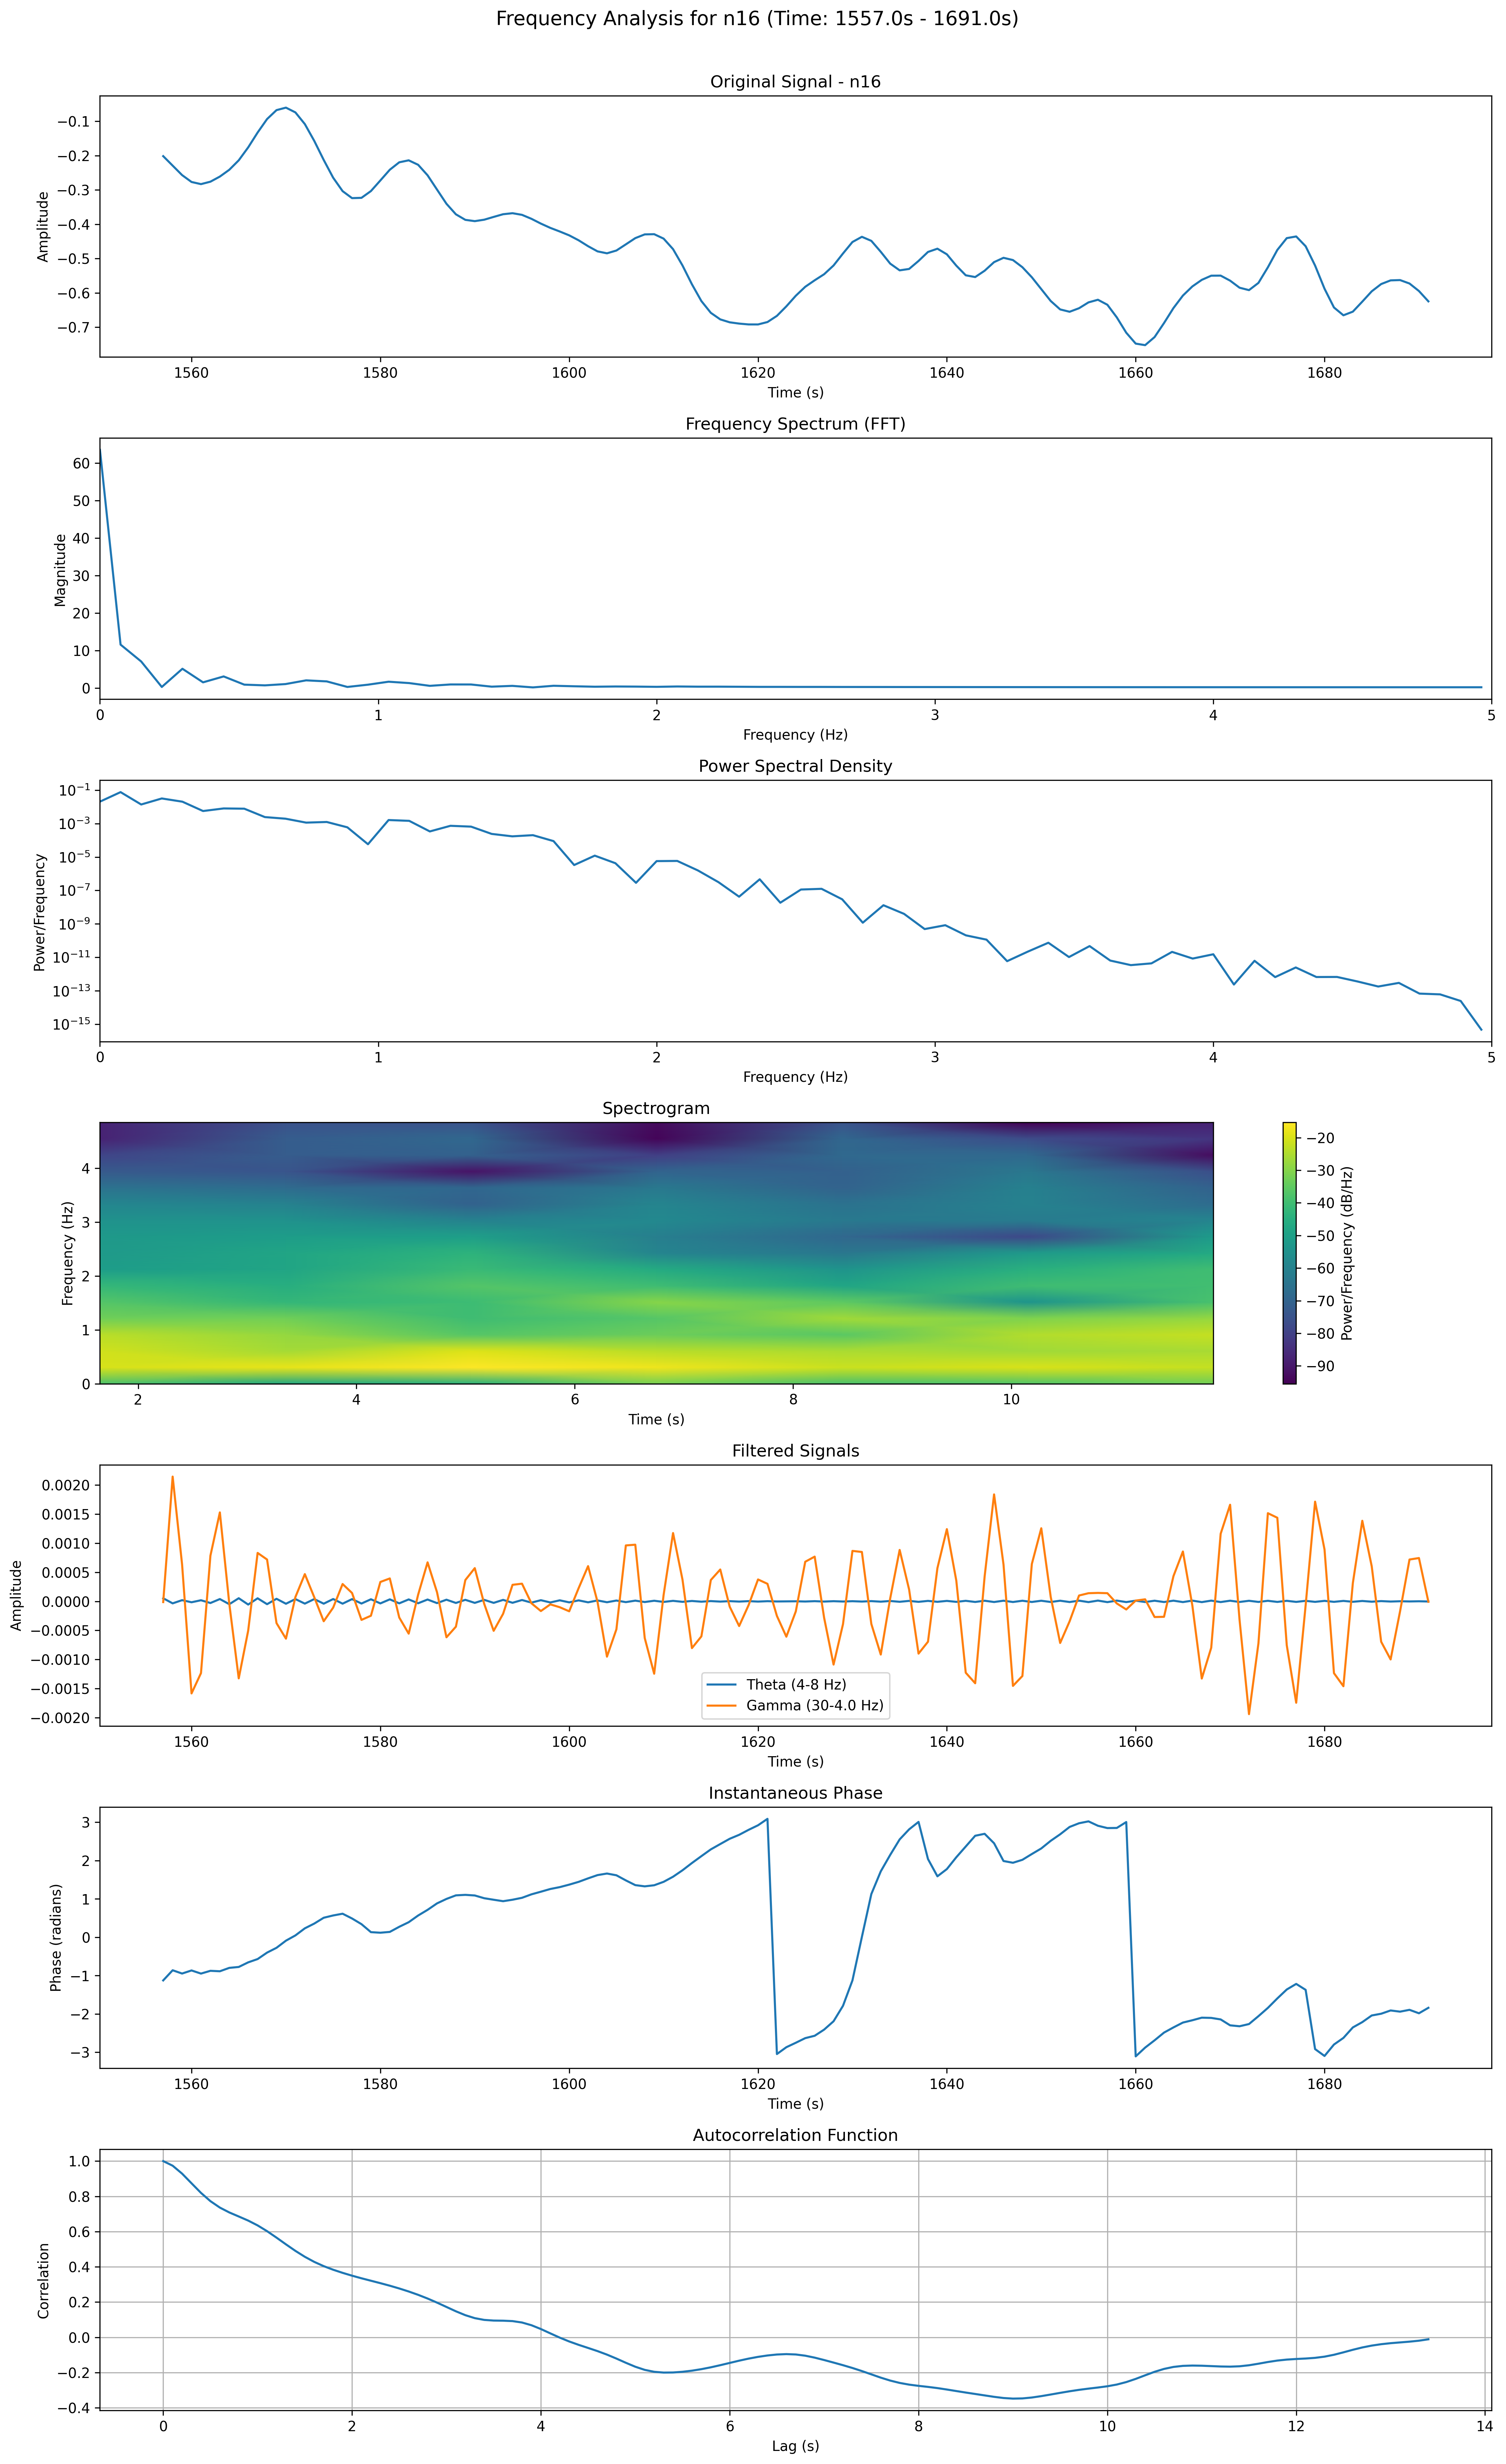 Frequency Analysis for n16 (Time: 1557.0s - 1691.0s)
Original Signal - n16
Amplitude
−0.1
−0.2
−0.3
−0.4
−0.5
−0.6
−0.7
1560 1580 1600 1620 1640 1660 1680
Time (s)
Frequency Spectrum (FFT)
Magnitude
60
50
40
30
20
10
0
0 1 2 3 4 5
Frequency (Hz)
Power Spectral Density
Power/Frequency
10⁻¹
10⁻³
10⁻⁵
10⁻⁷
10⁻⁹
10⁻¹¹
10⁻¹³
10⁻¹⁵
0 1 2 3 4 5
Frequency (Hz)
Spectrogram
Frequency (Hz)
4
3
2
1
0
2 4 6 8 10
Time (s)
−20
−30
−40
−50
−60
−70
−80
−90
Power/Frequency (dB/Hz)
Filtered Signals
Amplitude
0.0020
0.0015
0.0010
0.0005
0.0000
−0.0005
−0.0010
−0.0015
−0.0020
Theta (4-8 Hz)
Gamma (30-4.0 Hz)
1560 1580 1600 1620 1640 1660 1680
Time (s)
Instantaneous Phase
Phase (radians)
3
2
1
0
−1
−2
−3
1560 1580 1600 1620 1640 1660 1680
Time (s)
Autocorrelation Function
Correlation
1.0
0.8
0.6
0.4
0.2
0.0
−0.2
−0.4
0 2 4 6 8 10 12 14
Lag (s)